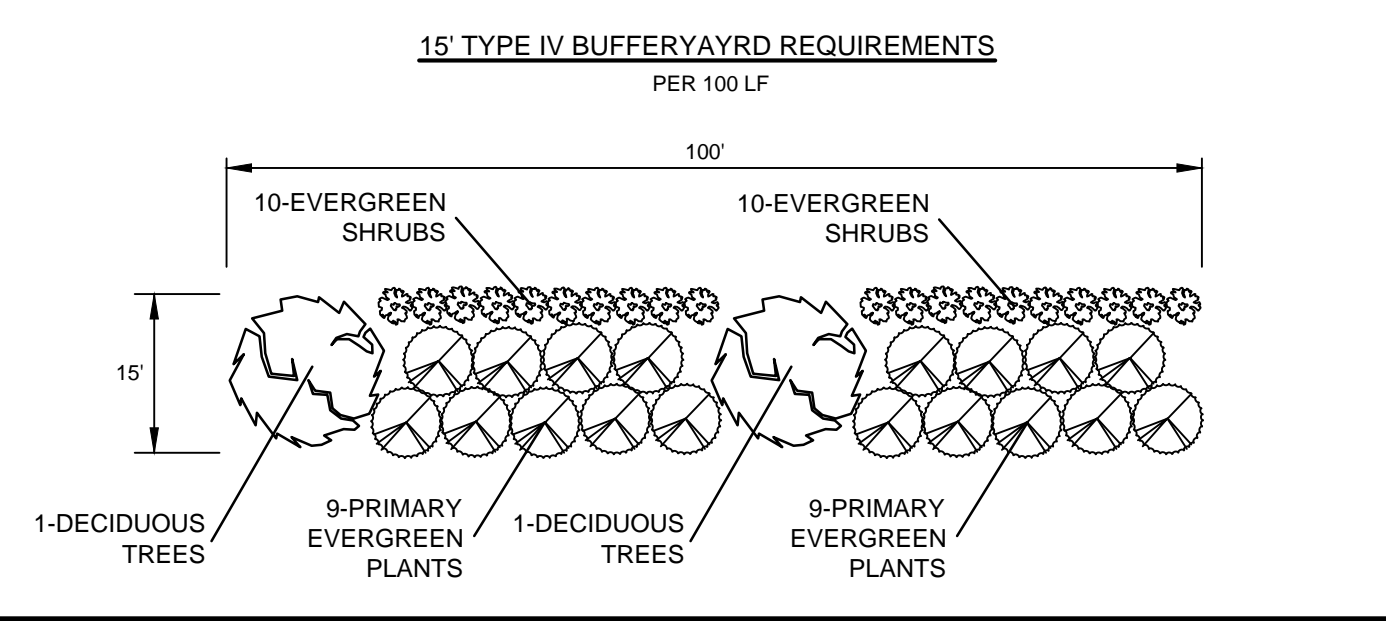 15' TYPE IV BUFFERYAYRD REQUIREMENTS
PER 100 LF
100'
10-EVERGREEN
SHRUBS
10-EVERGREEN
SHRUBS
15'
1-DECIDUOUS
TREES
9-PRIMARY
EVERGREEN
PLANTS
1-DECIDUOUS
TREES
9-PRIMARY
EVERGREEN
PLANTS